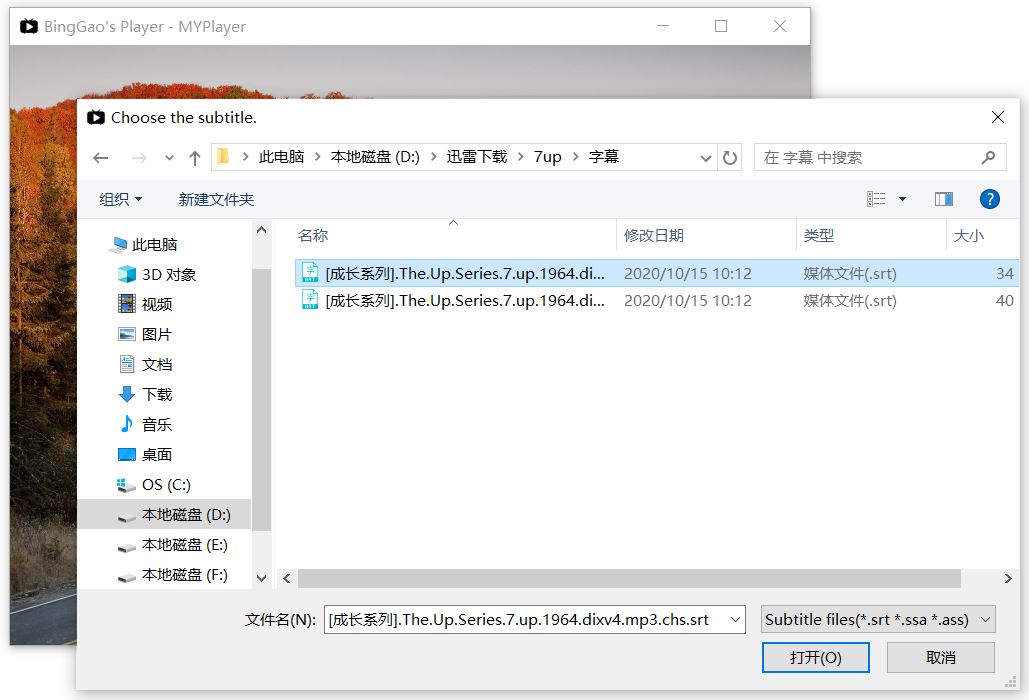 BingGao's Player - MYPlayer
Choose the subtitle.
此电脑 本地磁盘 (D:) 迅雷下载 7up 字幕
在 字幕 中搜索
组织 新建文件夹
名称 修改日期 类型 大小
此电脑
3D 对象
视频
图片
文档
下载
音乐
桌面
OS (C:)
本地磁盘 (D:)
本地磁盘 (E:)
本地磁盘 (F:)
[成长系列].The.Up.Series.7.up.1964.di... 2020/10/15 10:12 媒体文件(.srt) 34
[成长系列].The.Up.Series.7.up.1964.di... 2020/10/15 10:12 媒体文件(.srt) 40
文件名(N): [成长系列].The.Up.Series.7.up.1964.dixv4.mp3.chs.srt Subtitle files(*.srt *.ssa *.ass)
打开(O) 取消